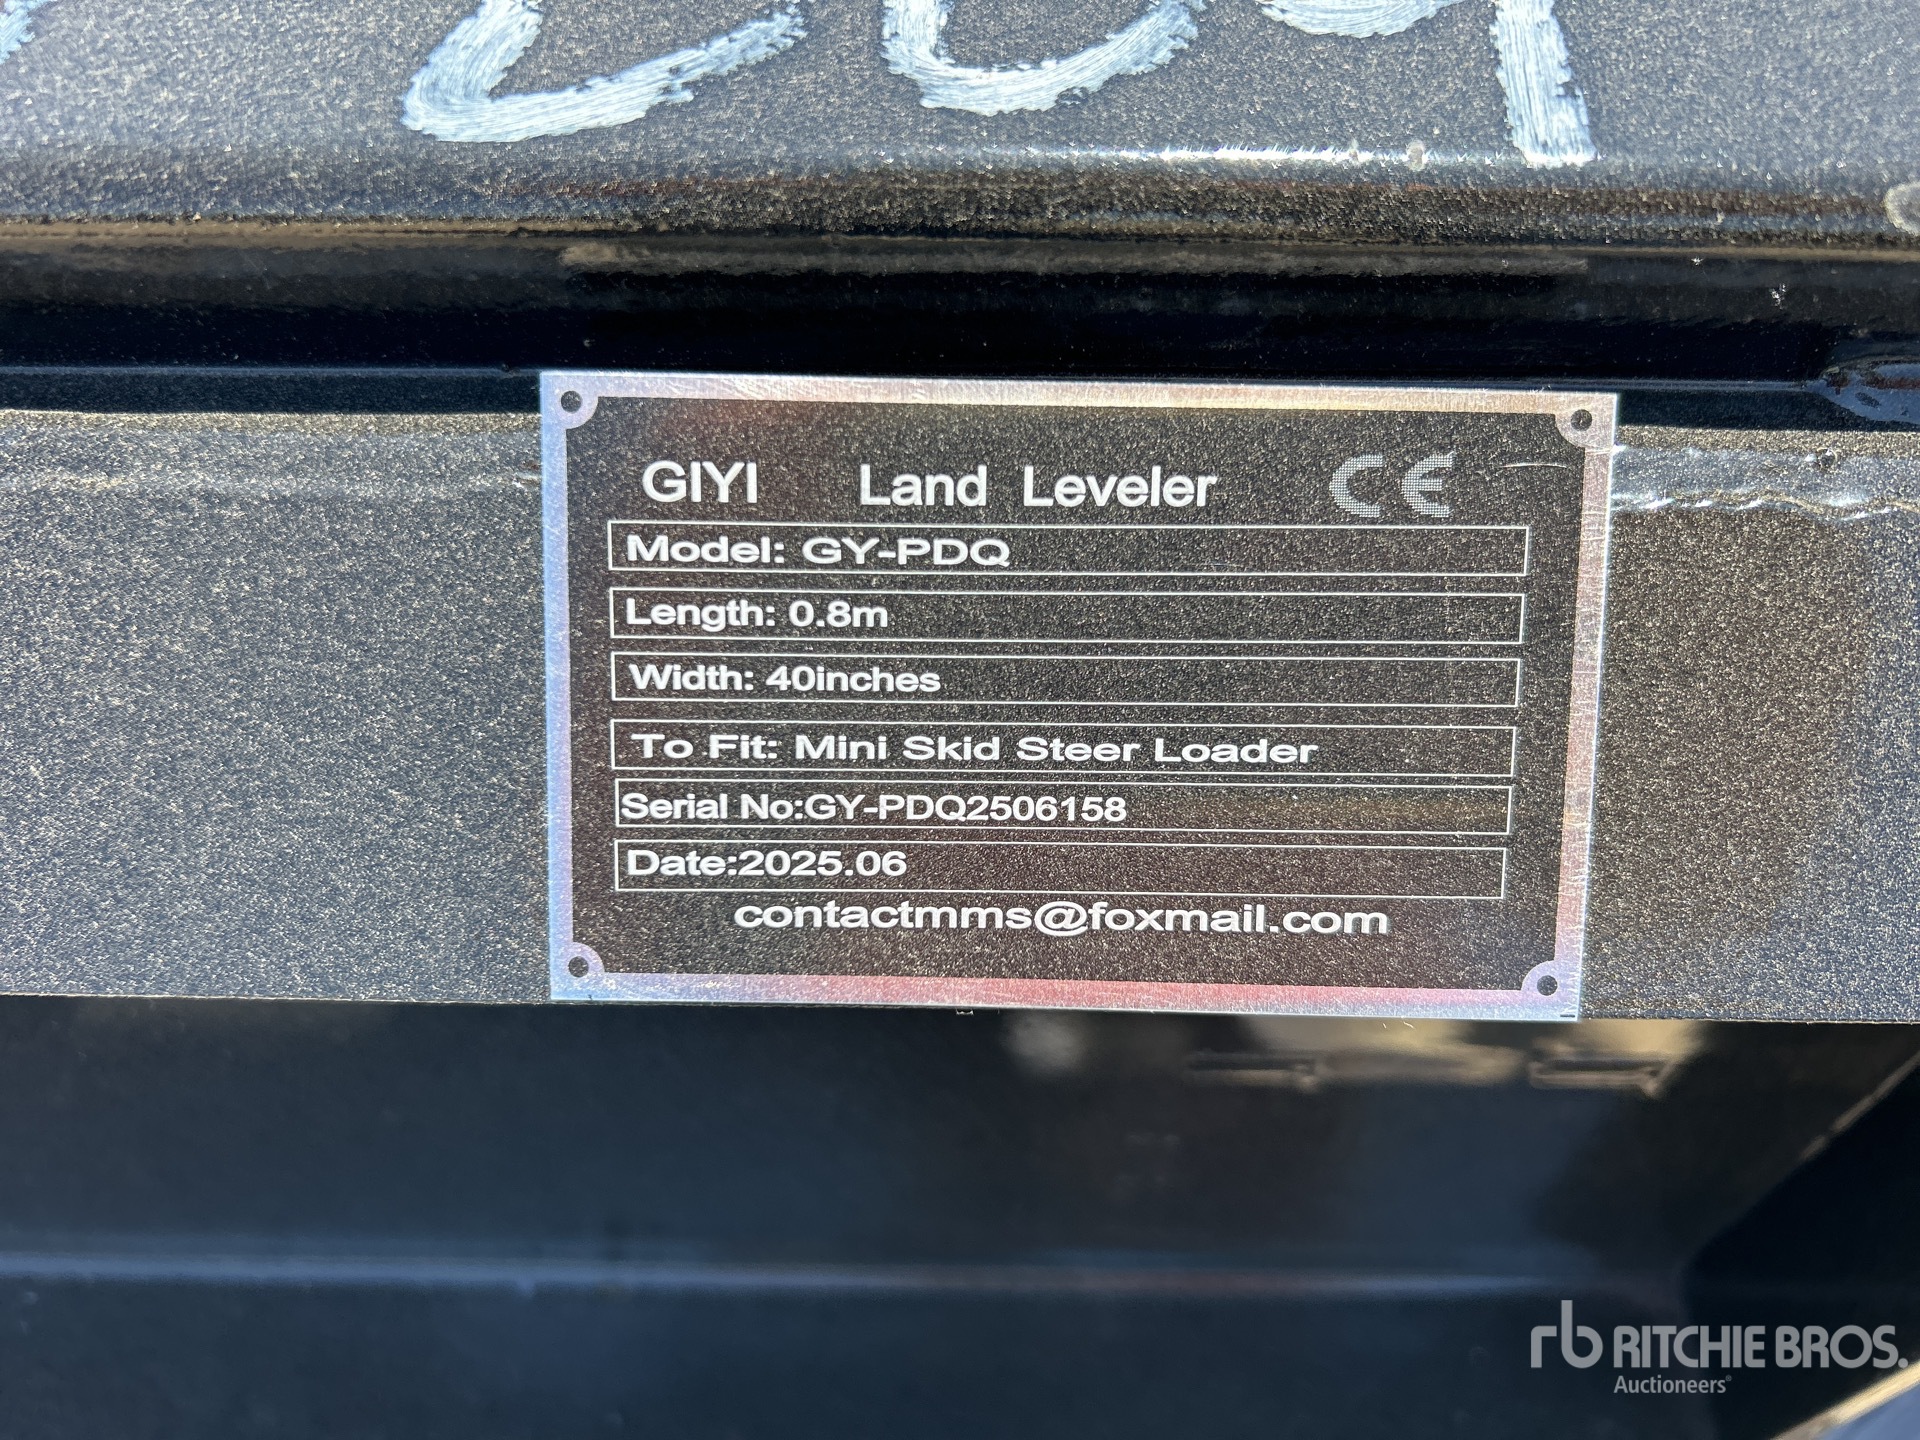 GIYI Land Leveler CE
Model: GY-PDQ
Length: 0.8m
Width: 40inches
To Fit: Mini Skid Steer Loader
Serial No:GY-PDQ2506158
Date:2025.06
contactmms@foxmail.com
rb RITCHIE BROS.
Auctioneers®